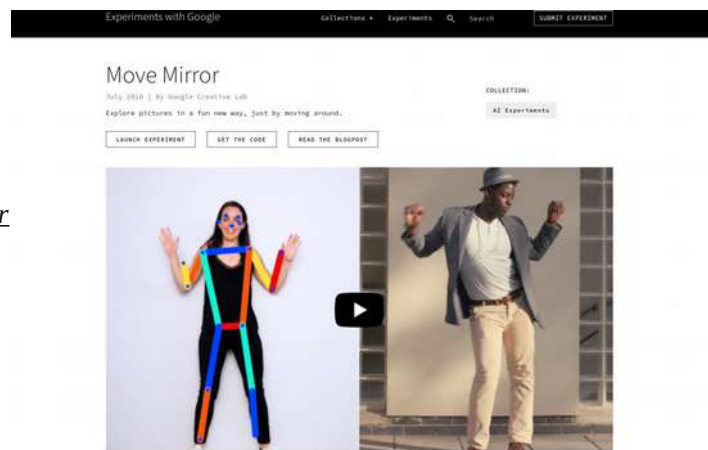 Experiments with Google
Collections ▾ Experiments Search SUBMIT EXPERIMENT
Move Mirror
July 2018 | By Google Creative Lab
Explore pictures in a fun new way, just by moving around.
LAUNCH EXPERIMENT GET THE CODE READ THE BLOGPOST
COLLECTION:
AI Experiments
r